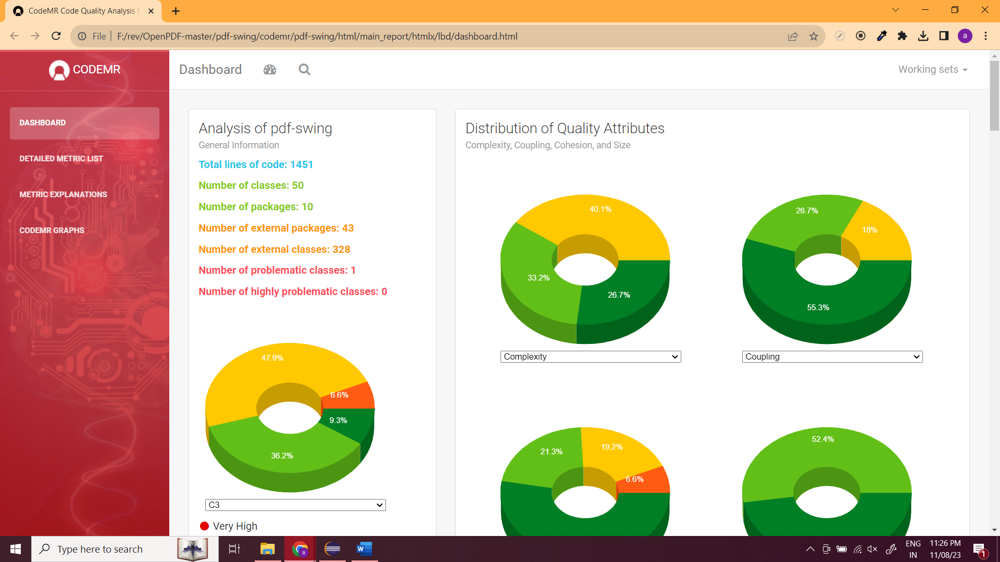 CodeMR Code Quality Analysis D
File
F:/rev/OpenPDF-master/pdf-swing/codemr/pdf-swing/html/main_report/htmlx/lbd/dashboard.html
a
CODEMR
Dashboard
Working sets
DASHBOARD
DETAILED METRIC LIST
METRIC EXPLANATIONS
CODEMR GRAPHS
Analysis of pdf-swing
General Information
Total lines of code: 1451
Number of classes: 50
Number of packages: 10
Number of external packages: 43
Number of external classes: 328
Number of problematic classes: 1
Number of highly problematic classes: 0
47.9%
6.6%
9.3%
36.2%
C3
Very High
Distribution of Quality Attributes
Complexity, Coupling, Cohesion, and Size
40.1%
33.2%
26.7%
Complexity
26.7%
18%
55.3%
Coupling
21.3%
19.2%
6.6%
52.4%
Type here to search
a
W
ENG
IN
11:26 PM
11/08/23
1